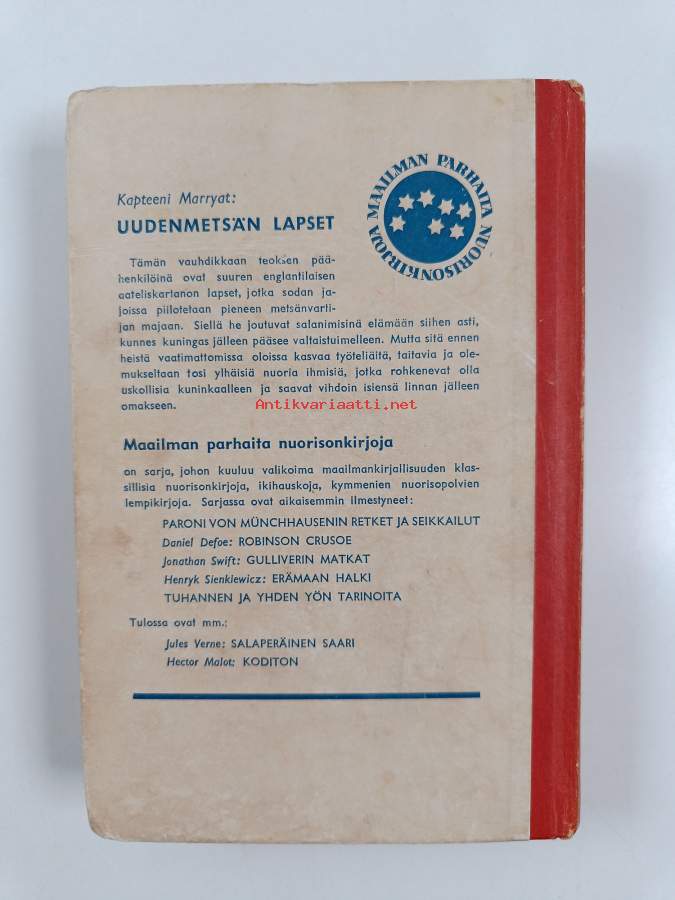 MAAILMAN PARHAITA NUORISONKIRJOJA
Kapteeni Marryat:
UUDENMETSÄN LAPSET
Tämän vauhdikkaan teoksen pää-
henkilöinä ovat suuren englantilaisen
aateliskartanon lapset, jotka sodan ja-
joissa piilotetaan pieneen metsänvarti-
jan majaan. Siellä he joutuvat salanimisinä elämään siihen asti,
kunnes kuningas jälleen pääsee valtaistuimelleen. Mutta sitä ennen
heistä vaatimattomissa oloissa kasvaa työteliäitä, taitavia ja ole-
mukseltaan tosi ylhäisiä nuoria ihmisiä, jotka rohkenevat olla
uskollisia kuninkaalleen ja saavat vihdoin isiensä linnan jälleen
omakseen.
Antikvariaatti.net
Maailman parhaita nuorisonkirjoja
on sarja, johon kuuluu valikoima maailmankirjallisuuden klas-
sillisia nuorisonkirjoja, ikihauskoja, kymmenien nuorisopolvien
lempikirjoja. Sarjassa ovat aikaisemmin ilmestyneet:
PARONI VON MÜNCHHAUSENIN RETKET JA SEIKKAILUT
Daniel Defoe: ROBINSON CRUSOE
Jonathan Swift: GULLIVERIN MATKAT
Henryk Sienkiewicz: ERÄMAAN HALKI
TUHANNEN JA YHDEN YÖN TARINOITA
Tulossa ovat mm.:
Jules Verne: SALAPERÄINEN SAARI
Hector Malot: KODITON